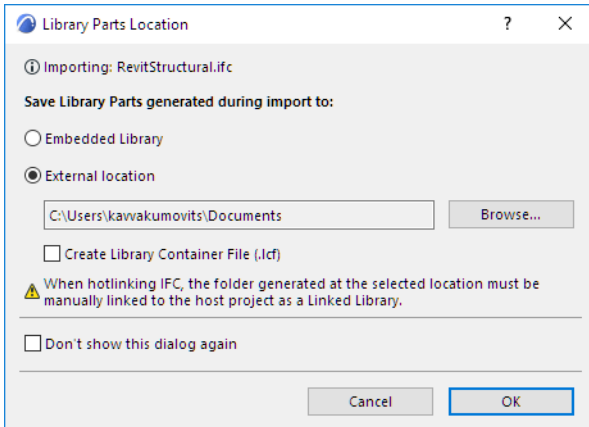 Library Parts Location
?
Importing: RevitStructural.ifc
Save Library Parts generated during import to:
Embedded Library
External location
C:\Users\kavvakumovits\Documents
Browse...
Create Library Container File (.lcf)
When hotlinking IFC, the folder generated at the selected location must be
manually linked to the host project as a Linked Library.
Don't show this dialog again
Cancel
OK